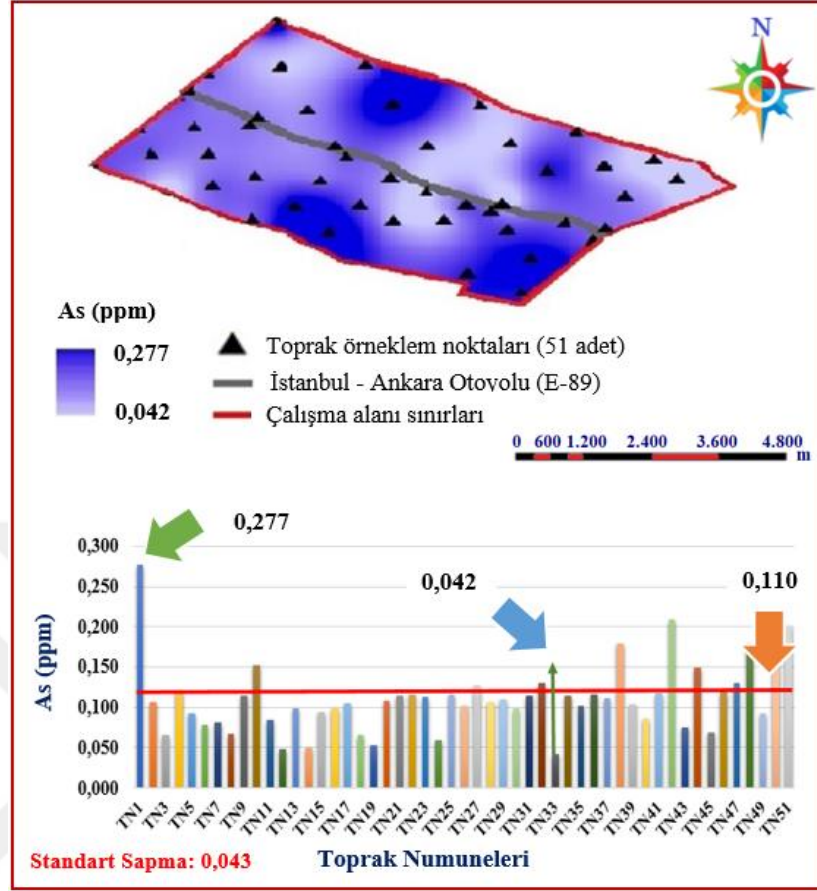 N
As (ppm)
0,277
0,042
Toprak örneklem noktaları (51 adet)
İstanbul - Ankara Otoyolu (E-89)
Çalışma alanı sınırları
0 600 1.200 2.400 3.600 4.800
m
0,277
0,042
0,110
As (ppm)
0,300
0,250
0,200
0,150
0,100
0,050
0,000
TN1 TN3 TN5 TN7 TN9 TN11 TN13 TN15 TN17 TN19 TN21 TN23 TN25 TN27 TN29 TN31 TN33 TN35 TN37 TN39 TN41 TN43 TN45 TN47 TN49 TN51
Standart Sapma: 0,043
Toprak Numuneleri